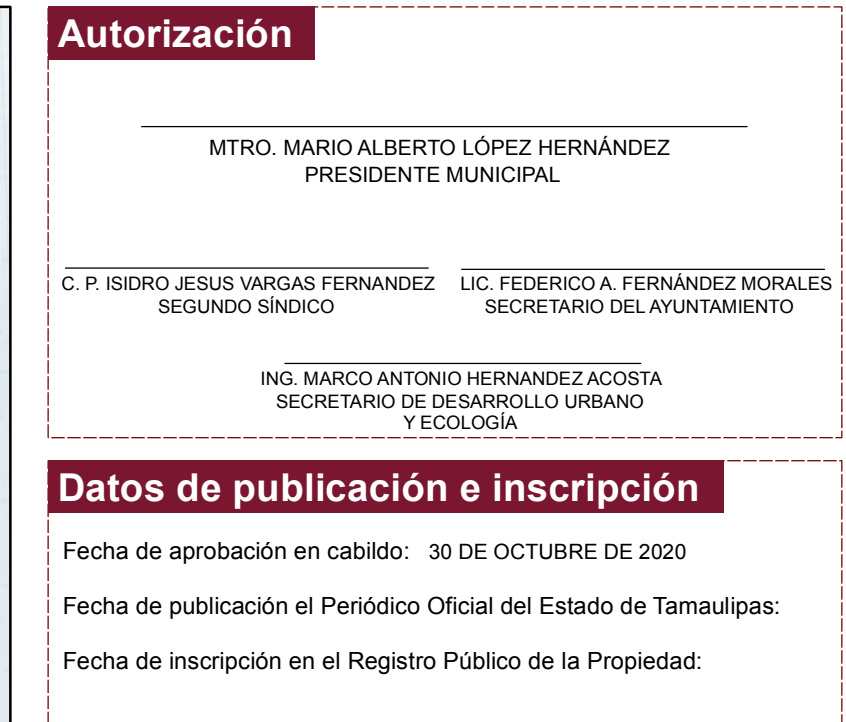 Autorización
MTRO. MARIO ALBERTO LÓPEZ HERNÁNDEZ
PRESIDENTE MUNICIPAL
C. P. ISIDRO JESUS VARGAS FERNANDEZ
SEGUNDO SÍNDICO
LIC. FEDERICO A. FERNÁNDEZ MORALES
SECRETARIO DEL AYUNTAMIENTO
ING. MARCO ANTONIO HERNANDEZ ACOSTA
SECRETARIO DE DESARROLLO URBANO
Y ECOLOGÍA
Datos de publicación e inscripción
Fecha de aprobación en cabildo: 30 DE OCTUBRE DE 2020
Fecha de publicación el Periódico Oficial del Estado de Tamaulipas:
Fecha de inscripción en el Registro Público de la Propiedad: